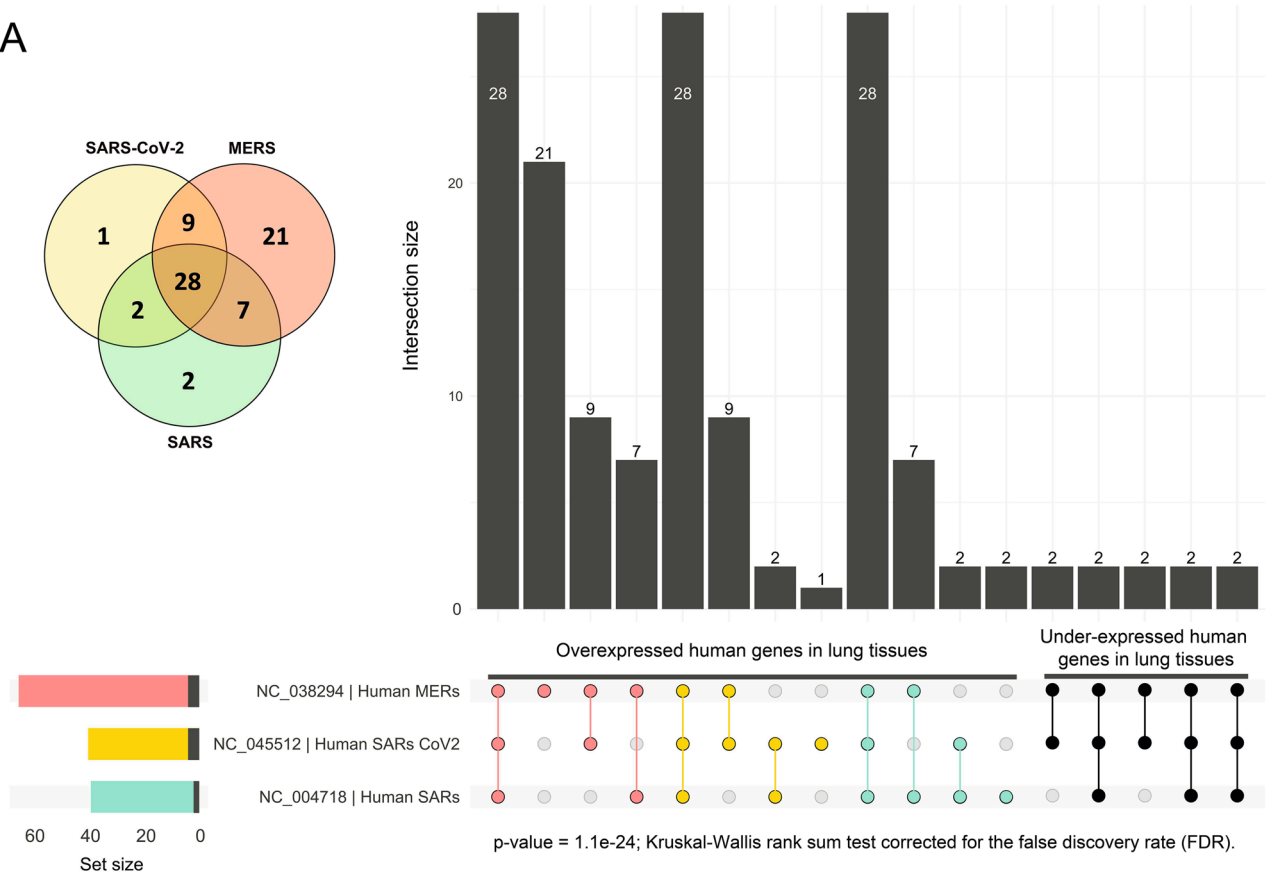 A
SARS-CoV-2 MERS
1
9
21
28
2
7
2
SARS
Intersection size
20
10
0
28
21
9
7
28
9
2
1
28
7
2
2
2
2
2
2
2
Overexpressed human genes in lung tissues
Under-expressed human
genes in lung tissues
NC_038294 | Human MERs
NC_045512 | Human SARs CoV2
NC_004718 | Human SARs
60 40 20 0
Set size
p-value = 1.1e-24; Kruskal-Wallis rank sum test corrected for the false discovery rate (FDR).